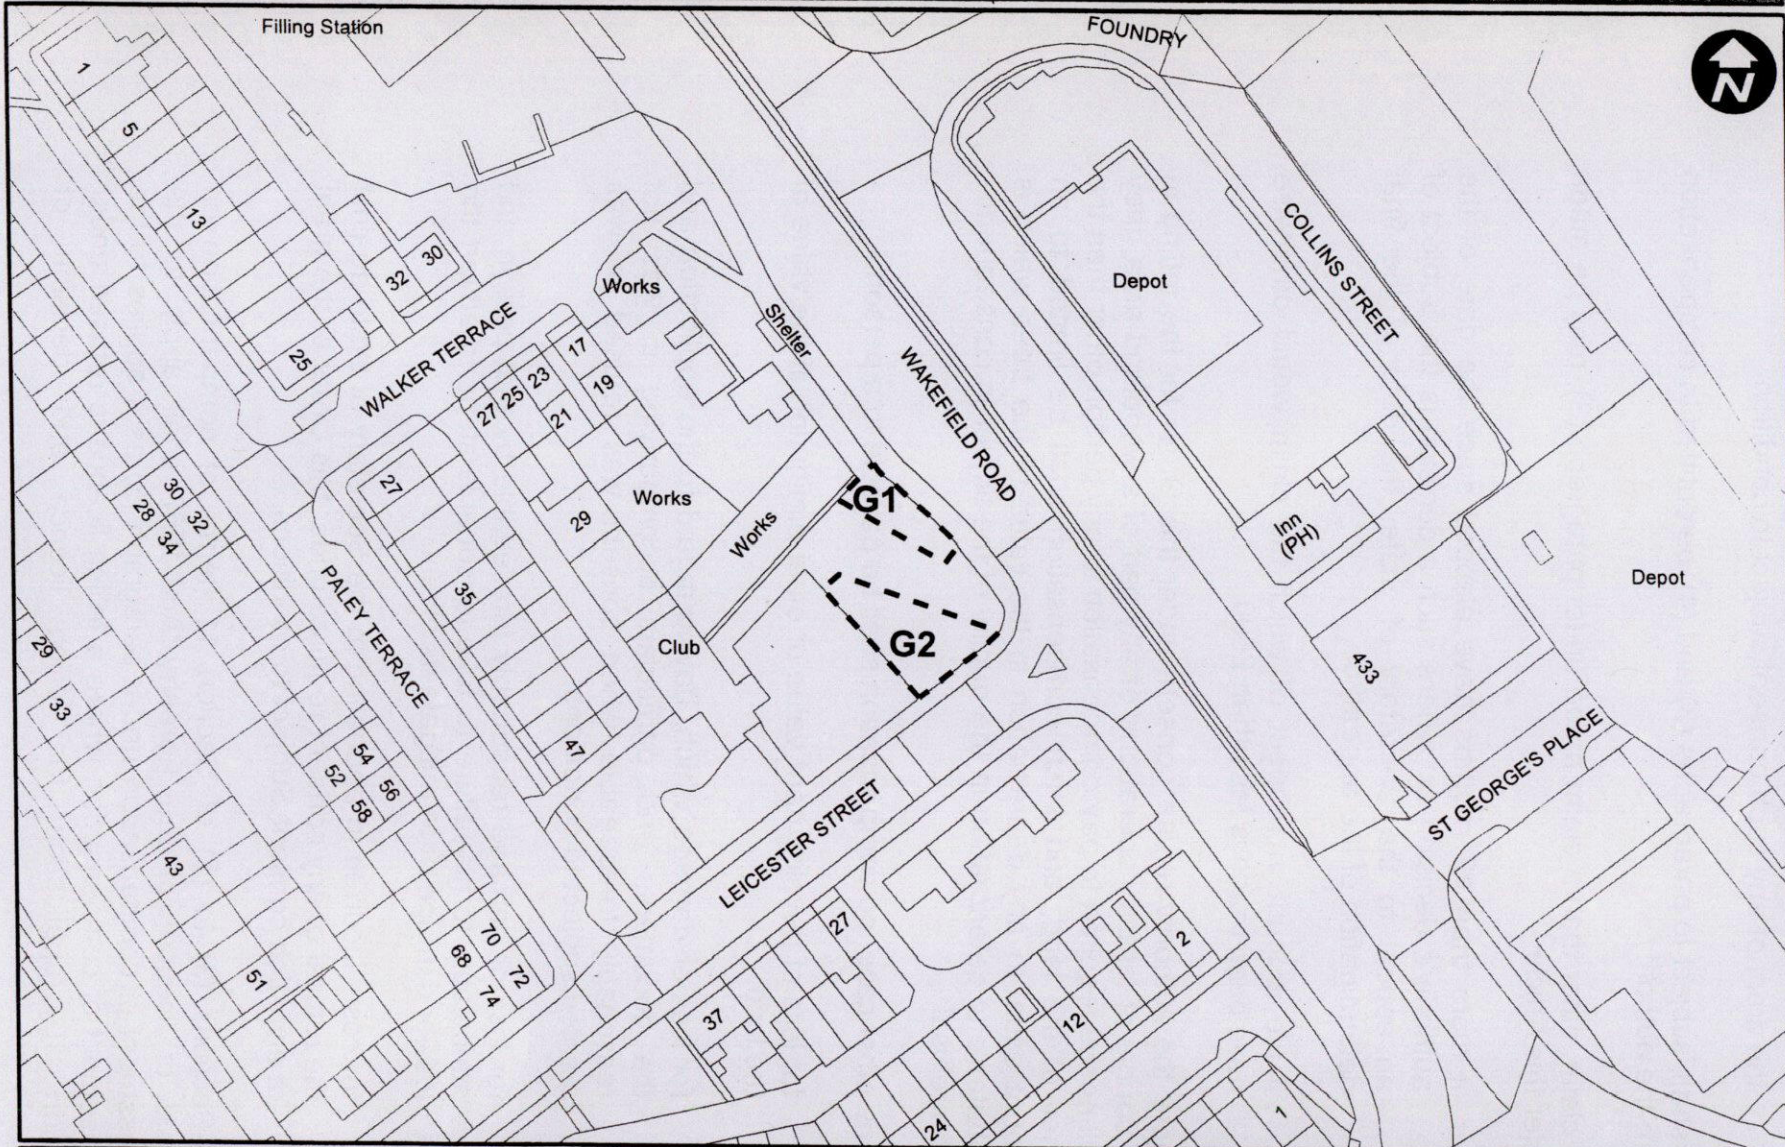 Filling Station
FOUNDRY
N
1
5
13
25
32
30
WALKER TERRACE
Works
Shelter
WAKEFIELD ROAD
Depot
COLLINS STREET
17
19
23
21
25
27
29
Works
Works
G1
G2
Club
Inn
(PH)
Depot
433
ST GEORGE'S PLACE
27
35
47
PALEY TERRACE
30
28
32
34
29
33
43
51
54
52
56
58
70
68
72
74
LEICESTER STREET
27
37
2
12
24
1